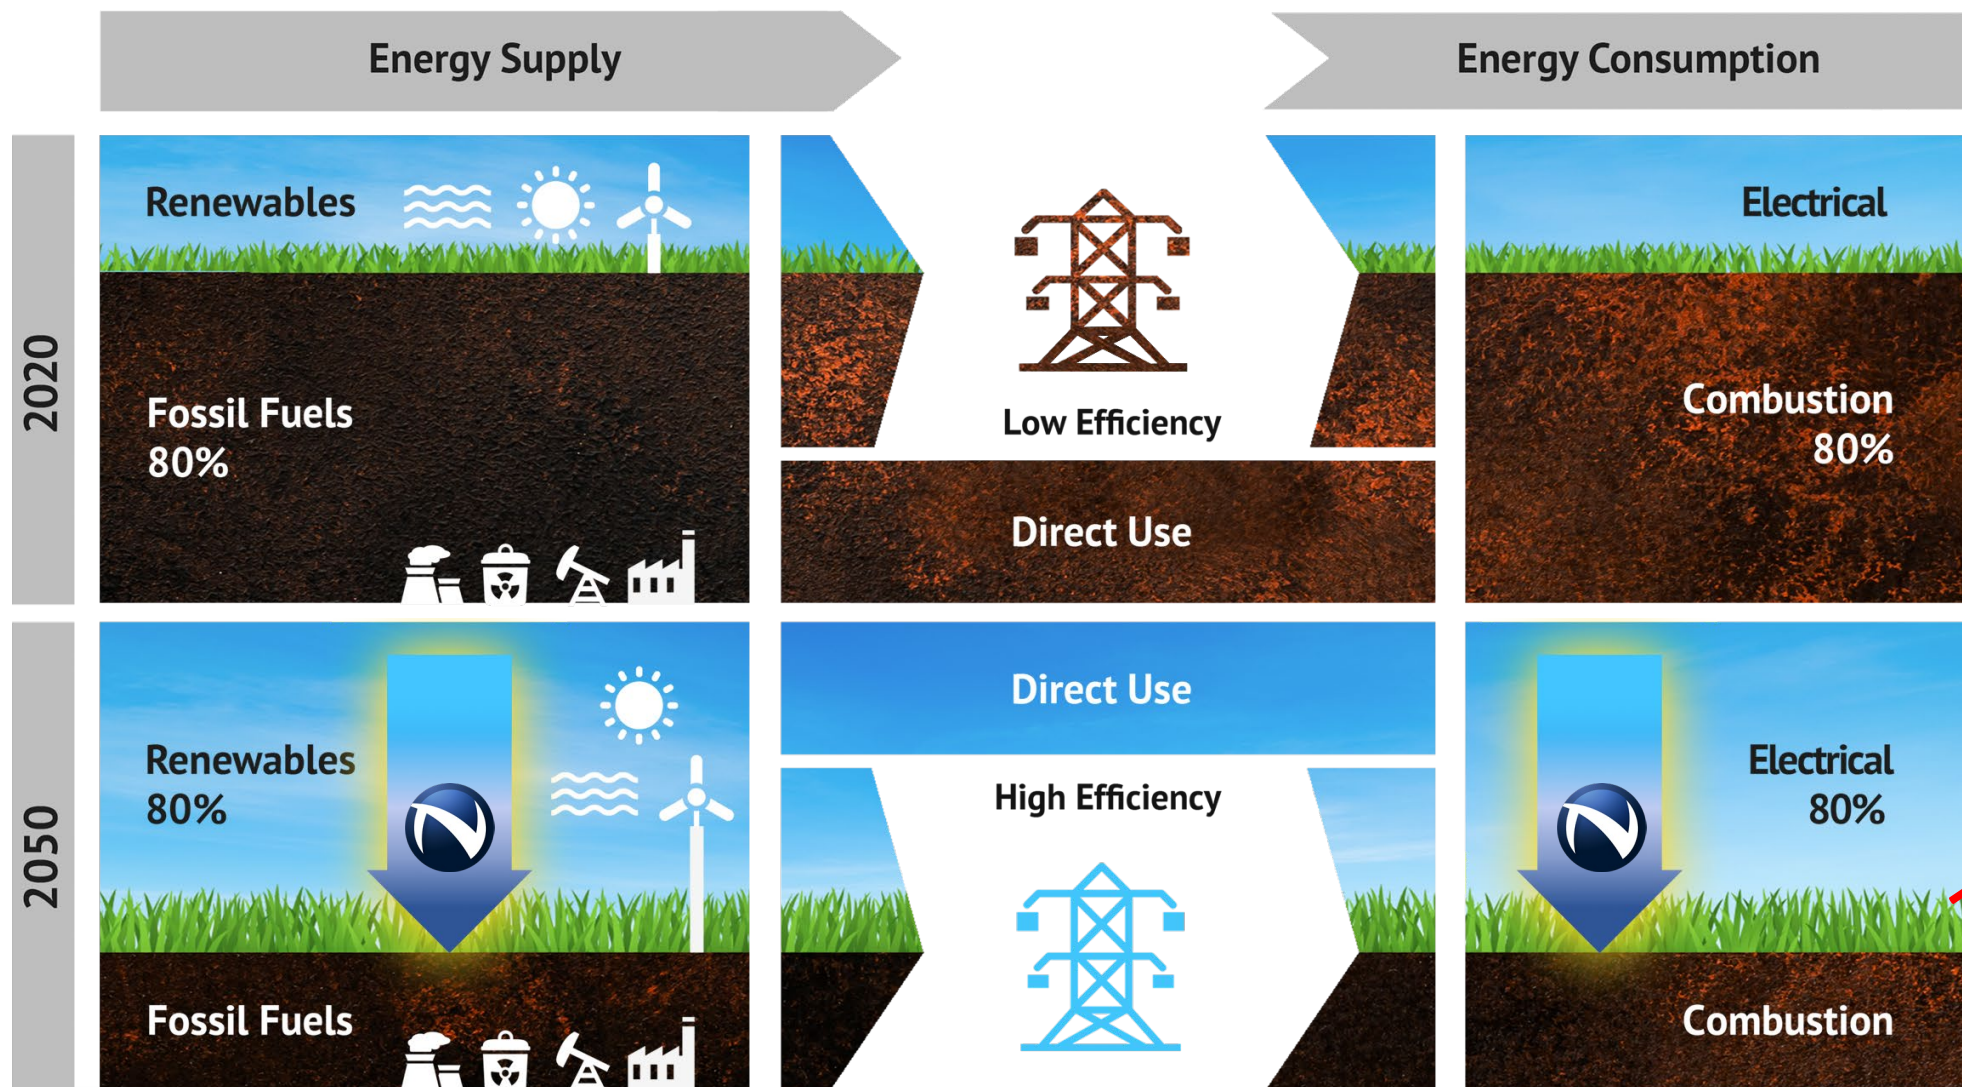 Energy Supply
Energy Consumption
2020
Renewables
Electrical
Fossil Fuels
80%
Low Efficiency
Combustion
80%
Direct Use
2050
Direct Use
Renewables
80%
High Efficiency
Electrical
80%
Fossil Fuels
Combustion